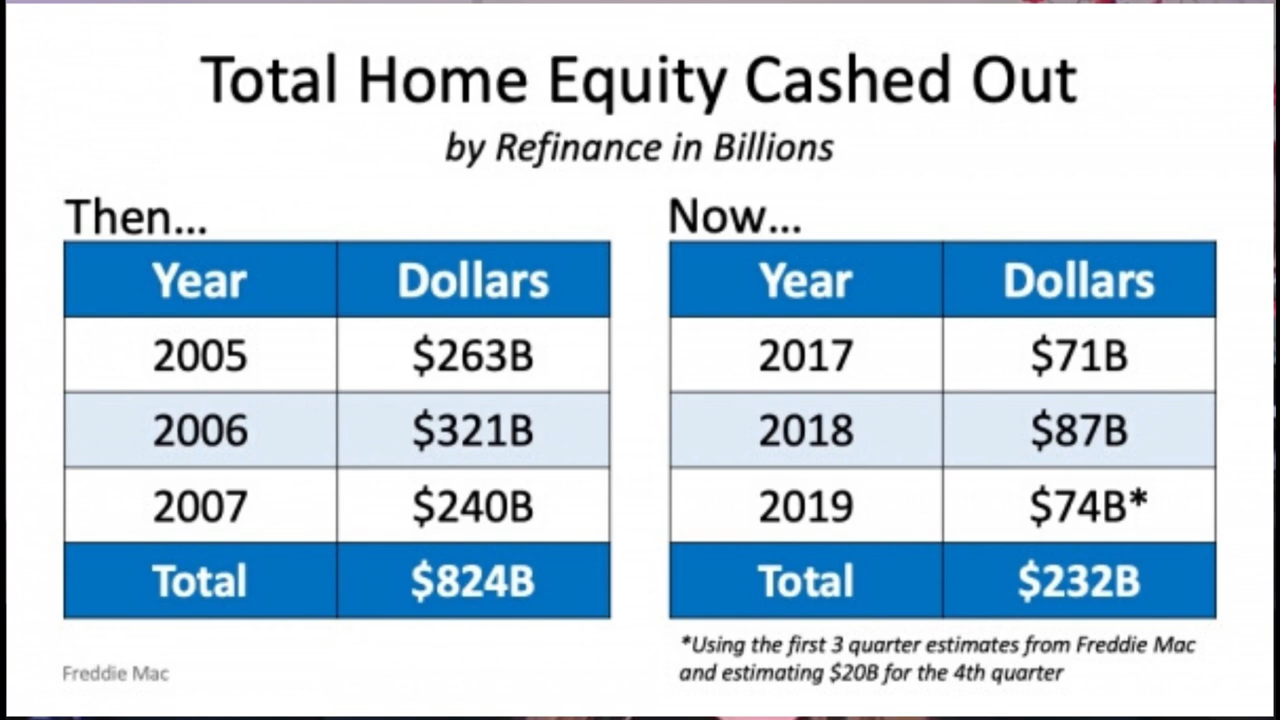 Total Home Equity Cashed Out
by Refinance in Billions
Then...
Year Dollars
2005 $263B
2006 $321B
2007 $240B
Total $824B
Now...
Year Dollars
2017 $71B
2018 $87B
2019 $74B*
Total $232B
*Using the first 3 quarter estimates from Freddie Mac
and estimating $20B for the 4th quarter
Freddie Mac